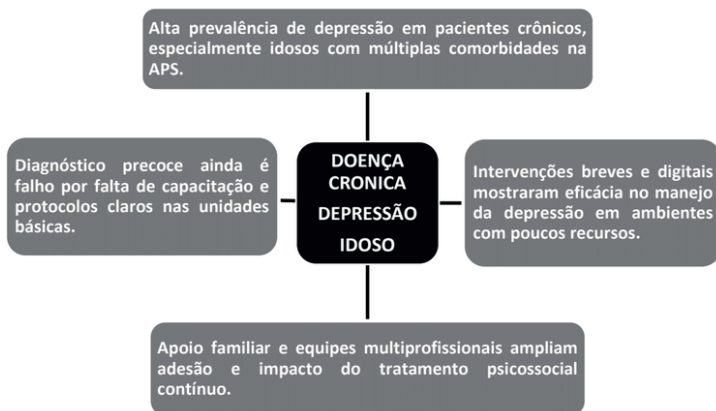 Alta prevalência de depressão em pacientes crônicos,
especialmente idosos com múltiplas comorbidades na
APS.
Diagnóstico precoce ainda é
falho por falta de capacitação e
protocolos claros nas unidades
básicas.
DOENÇA
CRONICA
DEPRESSÃO
IDOSO
Intervenções breves e digitais
mostraram eficácia no manejo
da depressão em ambientes
com poucos recursos.
Apoio familiar e equipes multiprofissionais ampliam
adesão e impacto do tratamento psicossocial
contínuo.